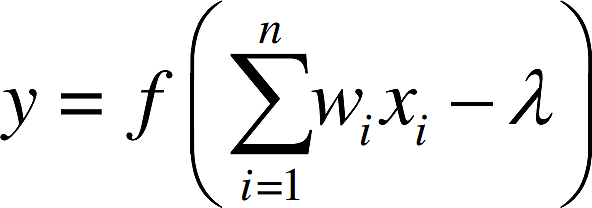 y = f(∑_{i=1}^{n} w_i x_i − λ)